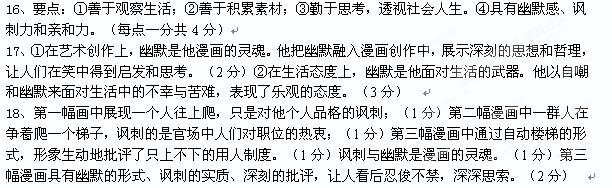 16、要点：①善于观察生活；②善于积累素材；③勤于思考，透视社会人生。④具有幽默感、讽
刺力和亲和力。（每点一分共 4 分）
17、①在艺术创作上，幽默是他漫画的灵魂。他把幽默融入漫画创作中，展示深刻的思想和哲理，
让人们在笑中得到启发和思考。（2 分）②在生活态度上，幽默是他面对生活的武器。他以自嘲
和幽默来面对生活中的不幸与苦难，表现了乐观的态度。（3 分）
18、第一幅画中展现一个人往上爬，只是对他个人品格的讽刺；（1 分）第二幅漫画中一群人在
争着爬一个梯子，讽刺的是官场中人们对职位的热衷；（1 分）第三幅漫画中通过自动楼梯的形
式，形象生动地批评了只上不下的用人制度。（1 分）讽刺与幽默是漫画的灵魂。（1 分）第三
幅漫画具有幽默的形式、讽刺的实质、深刻的批评，让人看后忍俊不禁，深深思索。（2 分）